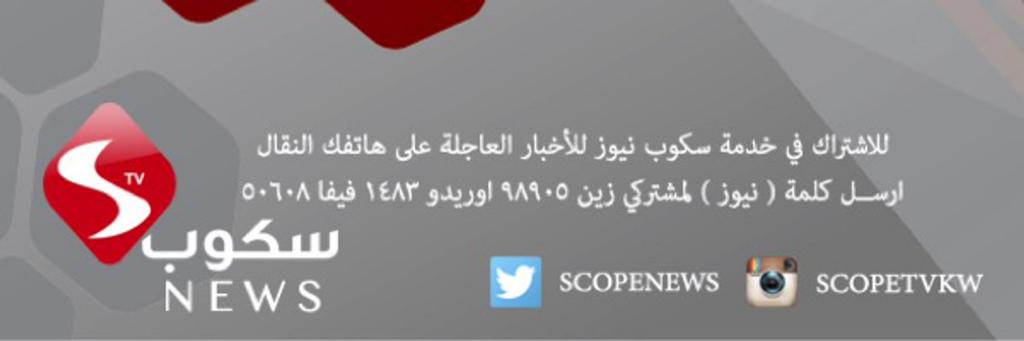 للاشتراك في خدمة سكوب نيوز للأخبار العاجلة على هاتفك النقال
ارسـل كلمة ( نيوز ) لمشتركي زين ٩٨٩٠٥ اوريدو ١٤٨٣ فيفا ٥٠٦٠٨
TV
سكوب
NEWS
SCOPENEWS
SCOPETVKW